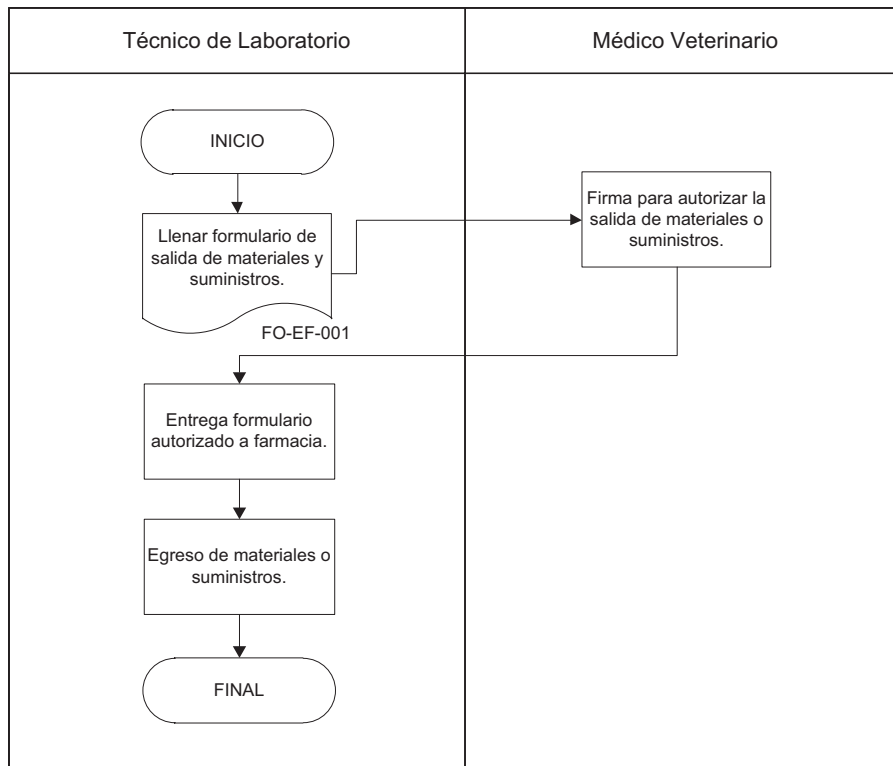 Técnico de Laboratorio
Médico Veterinario
INICIO
Llenar formulario de
salida de materiales y
suministros.
FO-EF-001
Firma para autorizar la
salida de materiales o
suministros.
Entrega formulario
autorizado a farmacia.
Egreso de materiales o
suministros.
FINAL